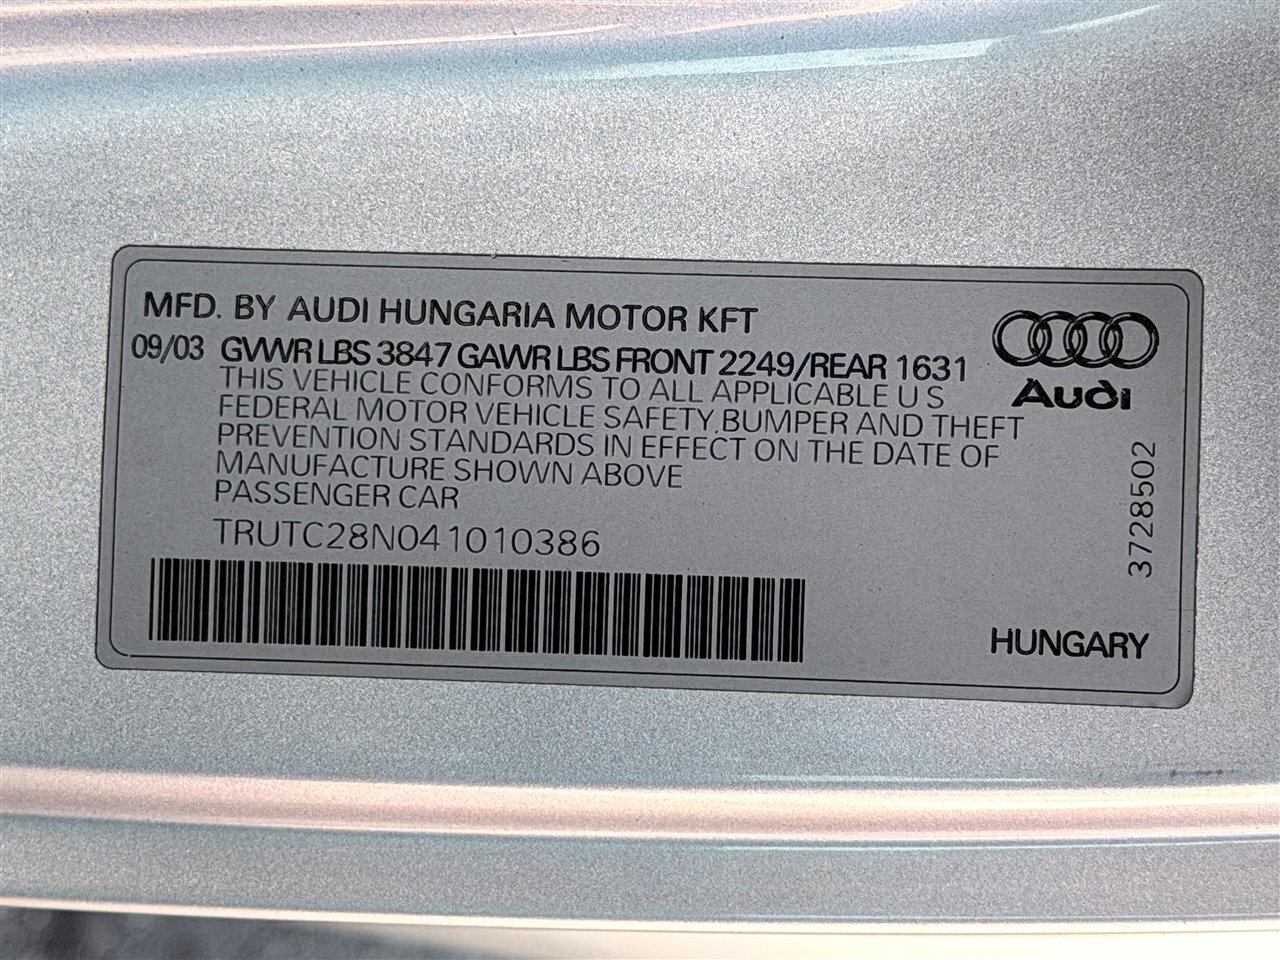 MFD. BY AUDI HUNGARIA MOTOR KFT
09/03 GVWR LBS 3847 GAWR LBS FRONT 2249/REAR 1631
THIS VEHICLE CONFORMS TO ALL APPLICABLE U S
FEDERAL MOTOR VEHICLE SAFETY, BUMPER AND THEFT
PREVENTION STANDARDS IN EFFECT ON THE DATE OF
MANUFACTURE SHOWN ABOVE
PASSENGER CAR
TRUTC28N041010386
Audi
3728502
HUNGARY